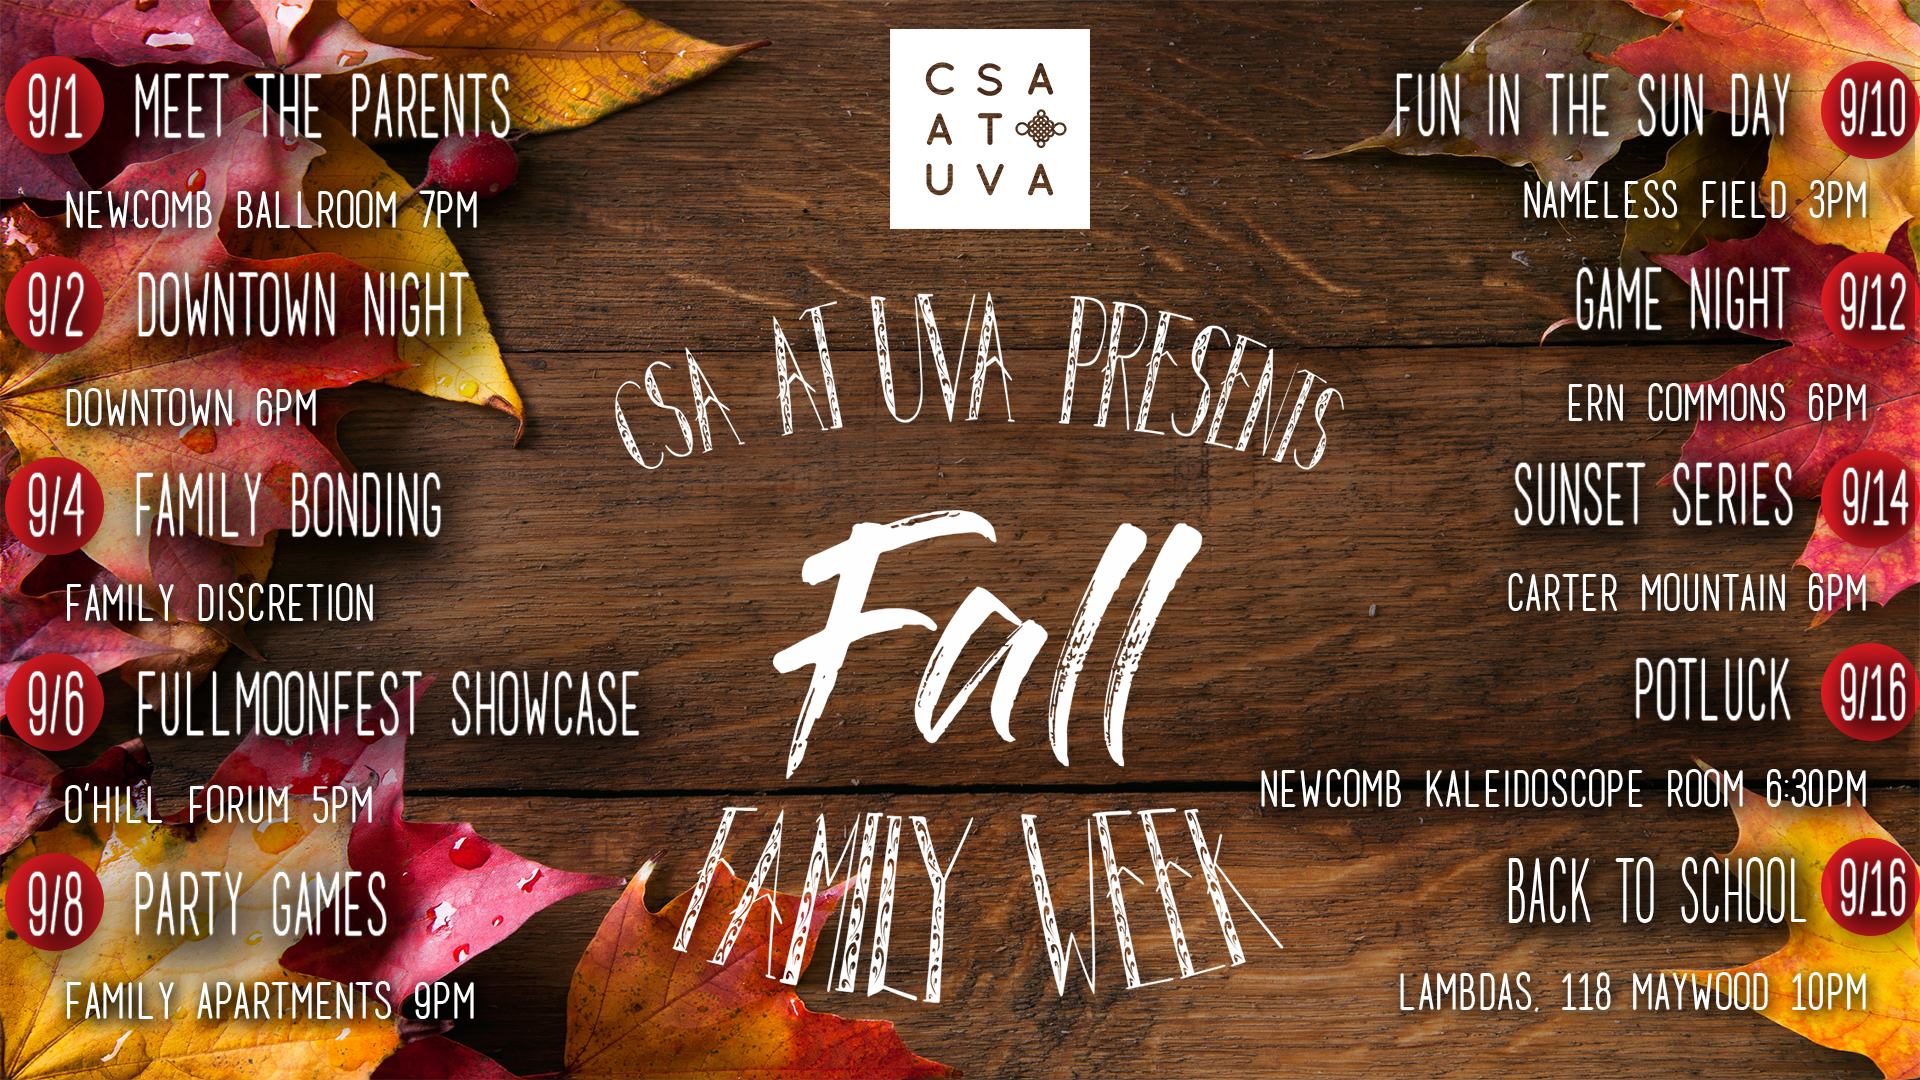 CSA
AT
UVA
9/1 MEET THE PARENTS
NEWCOMB BALLROOM 7PM
9/2 DOWNTOWN NIGHT
DOWNTOWN 6PM
9/4 FAMILY BONDING
FAMILY DISCRETION
9/6 FULLMOONFEST SHOWCASE
O'HILL FORUM 5PM
9/8 PARTY GAMES
FAMILY APARTMENTS 9PM
CSA AT UVA PRESENTS
Fall
FAMILY WEEK
FUN IN THE SUN DAY 9/10
NAMELESS FIELD 3PM
GAME NIGHT 9/12
ERN COMMONS 6PM
SUNSET SERIES 9/14
CARTER MOUNTAIN 6PM
POTLUCK 9/16
NEWCOMB KALEIDOSCOPE ROOM 6:30PM
BACK TO SCHOOL 9/16
LAMBDAS, 118 MAYWOOD 10PM